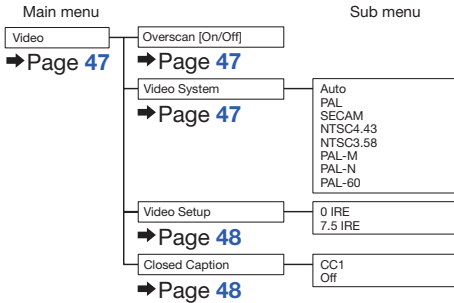 Main menu
Sub menu
Video
➡Page 47
Overscan [On/Off]
➡Page 47
Video System
➡Page 47
Auto
PAL
SECAM
NTSC4.43
NTSC3.58
PAL-M
PAL-N
PAL-60
Video Setup
➡Page 48
0 IRE
7.5 IRE
Closed Caption
➡Page 48
CC1
Off